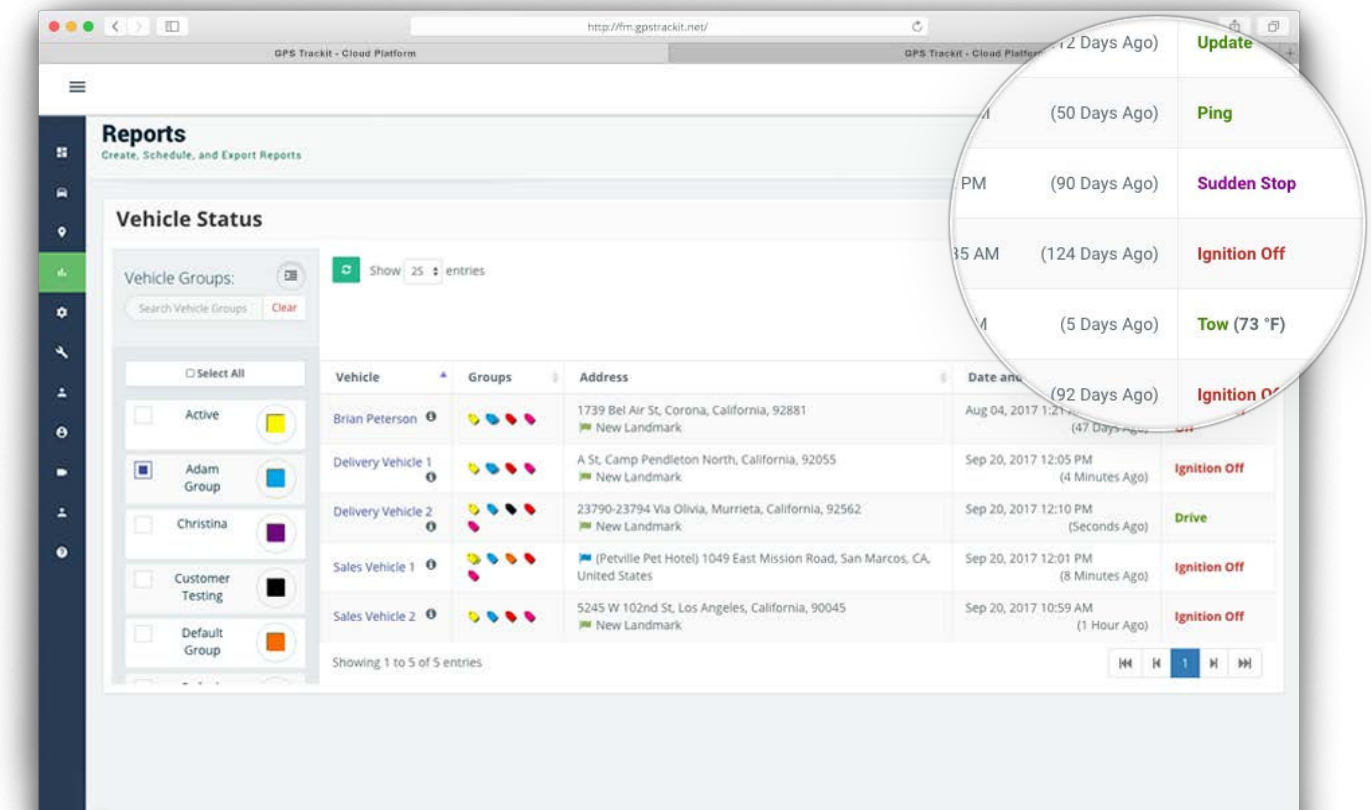 http://fm.gpstrackit.net/
GPS Trackit - Cloud Platform
GPS Trackit - Cloud
Reports
Create, Schedule, and Export Reports
Vehicle Status
Vehicle Groups:
Search Vehicle Groups
Clear
Select All
Active
Adam
Group
Christina
Customer
Testing
Default
Group
Show 25 entries
Vehicle Groups Address Date and
Brian Peterson
1739 Bel Air St, Corona, California, 92881
New Landmark
Aug 04, 2017 1:21
(47 Days
Delivery Vehicle 1
A St, Camp Pendleton North, California, 92055
New Landmark
Sep 20, 2017 12:05 PM
(4 Minutes Ago)
Ignition Off
Delivery Vehicle 2
23790-23794 Via Olivia, Murrieta, California, 92562
New Landmark
Sep 20, 2017 12:10 PM
(Seconds Ago)
Drive
Sales Vehicle 1
(Petville Pet Hotel) 1049 East Mission Road, San Marcos, CA,
United States
Sep 20, 2017 12:01 PM
(8 Minutes Ago)
Ignition Off
Sales Vehicle 2
5245 W 102nd St, Los Angeles, California, 90045
New Landmark
Sep 20, 2017 10:59 AM
(1 Hour Ago)
Ignition Off
Showing 1 to 5 of 5 entries
1
12 Days Ago) Update
(50 Days Ago) Ping
PM (90 Days Ago) Sudden Stop
35 AM (124 Days Ago) Ignition Off
(5 Days Ago) Tow (73 °F)
(92 Days Ago) Ignition